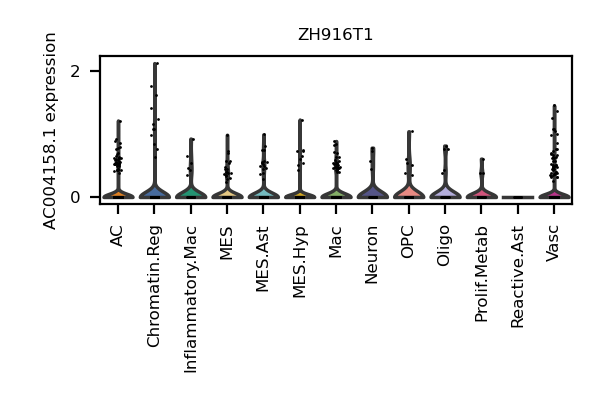 ZH916T1
AC004158.1 expression
2
0
AC
Chromatin.Reg
Inflammatory.Mac
MES
MES.Ast
MES.Hyp
Mac
Neuron
OPC
Oligo
Prolif.Metab
Reactive.Ast
Vasc